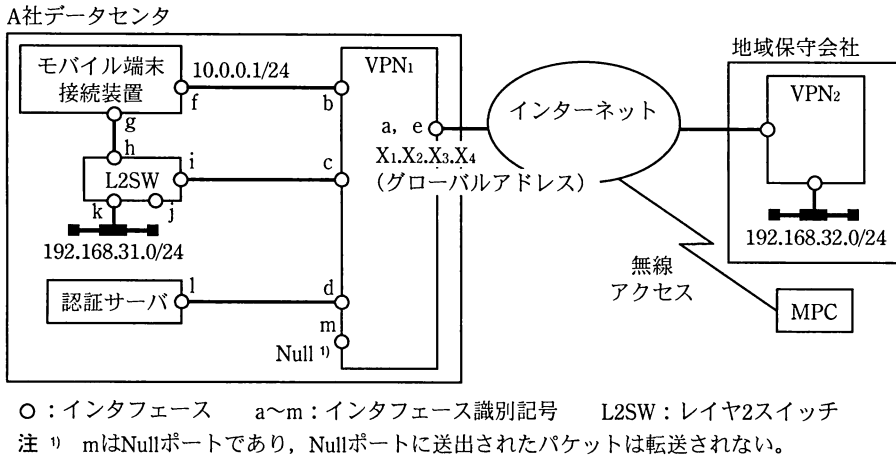 A社データセンタ
モバイル端末
接続装置
10.0.0.1/24
f
g
h
L2SW
i
k
j
192.168.31.0/24
認証サーバ
l
VPN1
b
a, e
X1.X2.X3.X4
(グローバルアドレス)
c
d
m
Null 1)
インターネット
無線
アクセス
MPC
地域保守会社
VPN2
192.168.32.0/24
○:インタフェース a~m:インタフェース識別記号 L2SW:レイヤ2スイッチ
注 1) mはNullポートであり,Nullポートに送出されたパケットは転送されない。